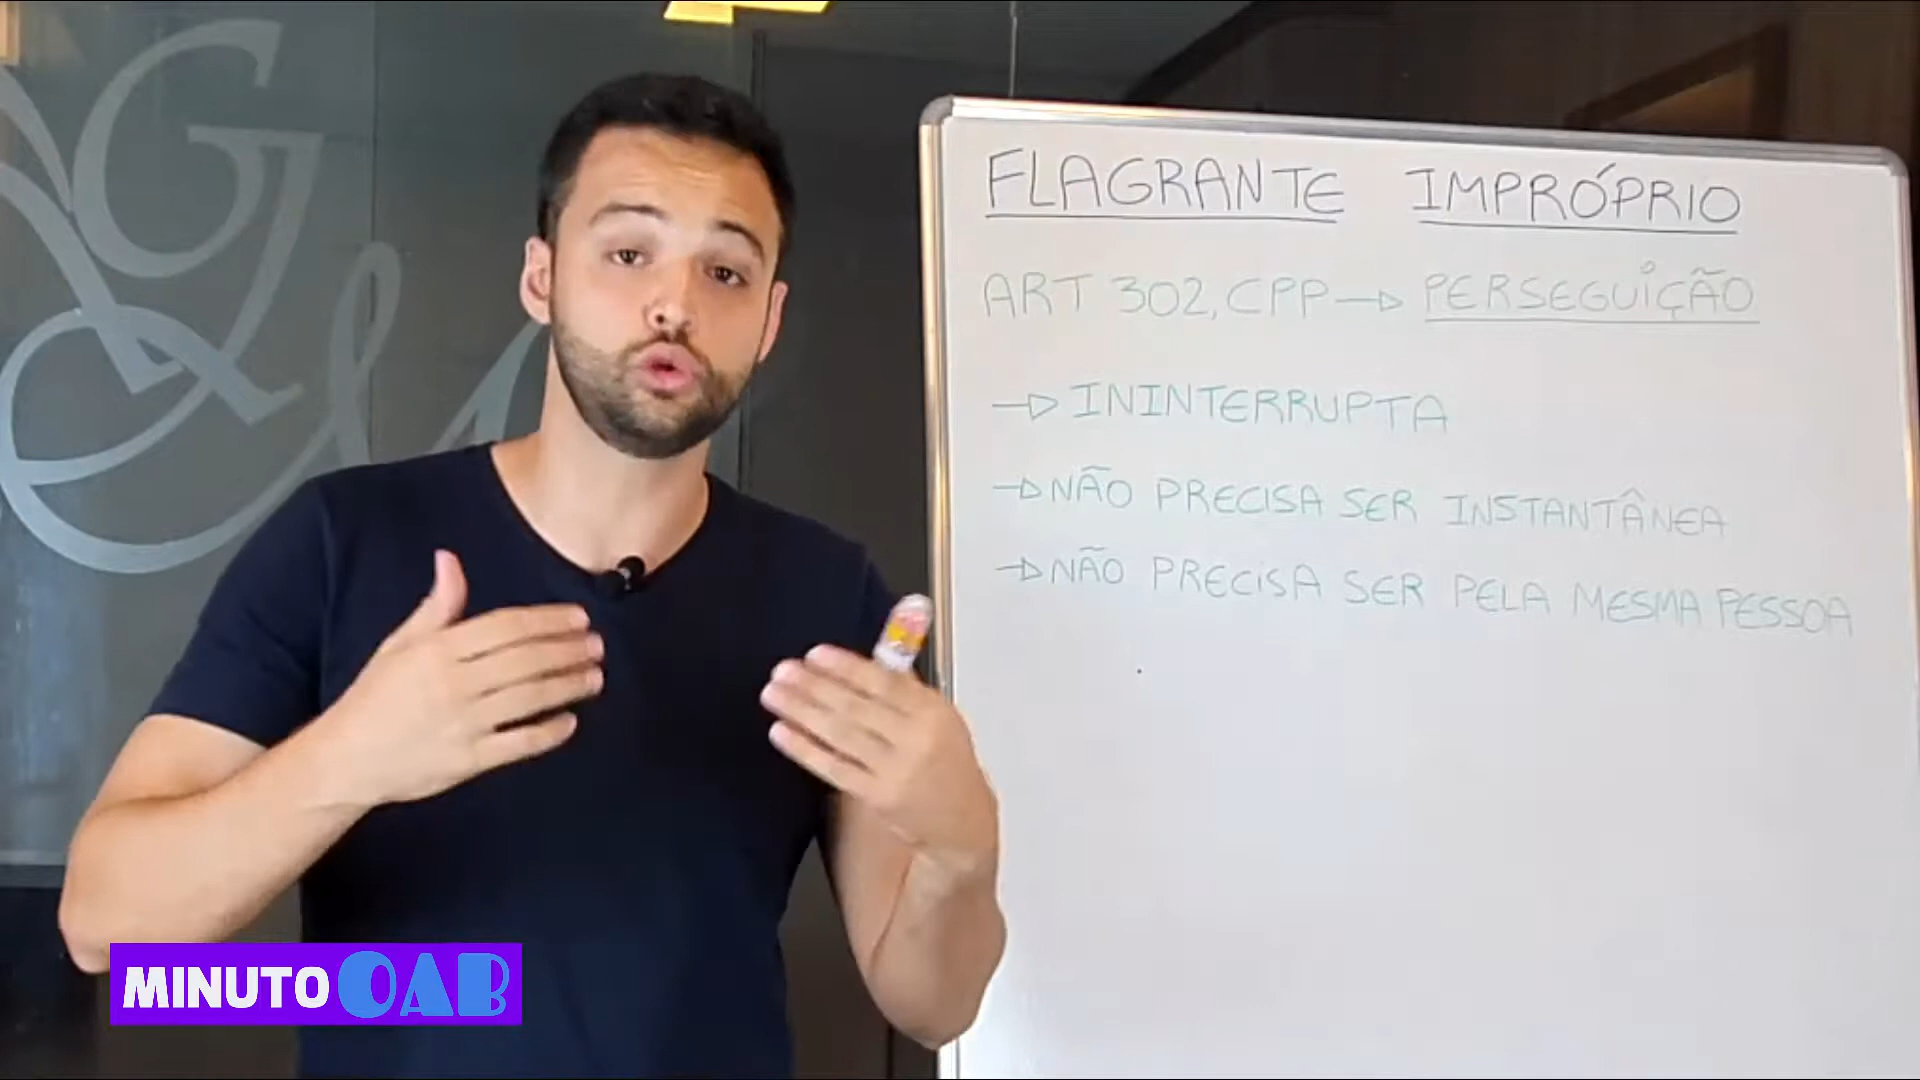 FLAGRANTE IMPRÓPRIO
ART 302, CPP → PERSEGUIÇÃO
→ ININTERRUPTA
→ NÃO PRECISA SER INSTANTÂNEA
→ NÃO PRECISA SER PELA MESMA PESSOA
MINUTO OAB